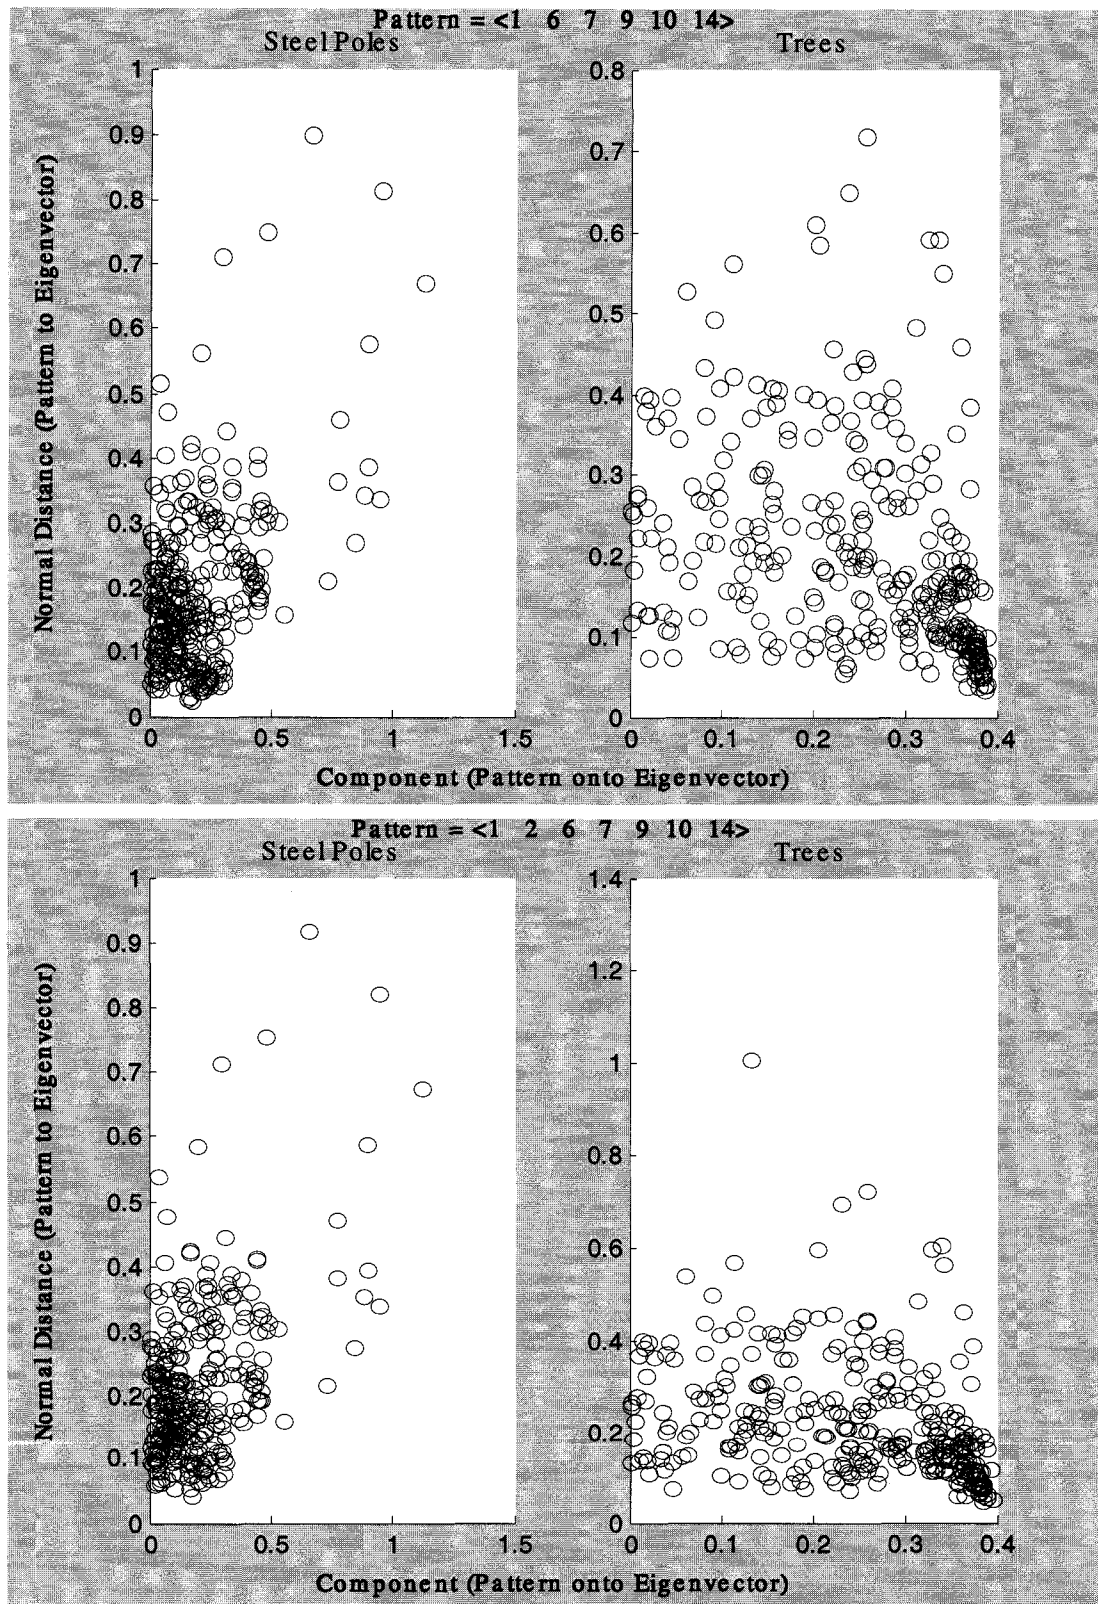 Pattern = <1 6 7 9 10 14>
Steel Poles
Trees
Normal Distance (Pattern to Eigenvector)
1
0.9
0.8
0.7
0.6
0.5
0.4
0.3
0.2
0.1
0
0 0.5 1 1.5
0.8
0.7
0.6
0.5
0.4
0.3
0.2
0.1
0
0 0.1 0.2 0.3 0.4
Component (Pattern onto Eigenvector)
Pattern = <1 2 6 7 9 10 14>
Steel Poles
Trees
Normal Distance (Pattern to Eigenvector)
1
0.9
0.8
0.7
0.6
0.5
0.4
0.3
0.2
0.1
0
0 0.5 1 1.5
1.4
1.2
1
0.8
0.6
0.4
0.2
0
0 0.1 0.2 0.3 0.4
Component (Pattern onto Eigenvector)